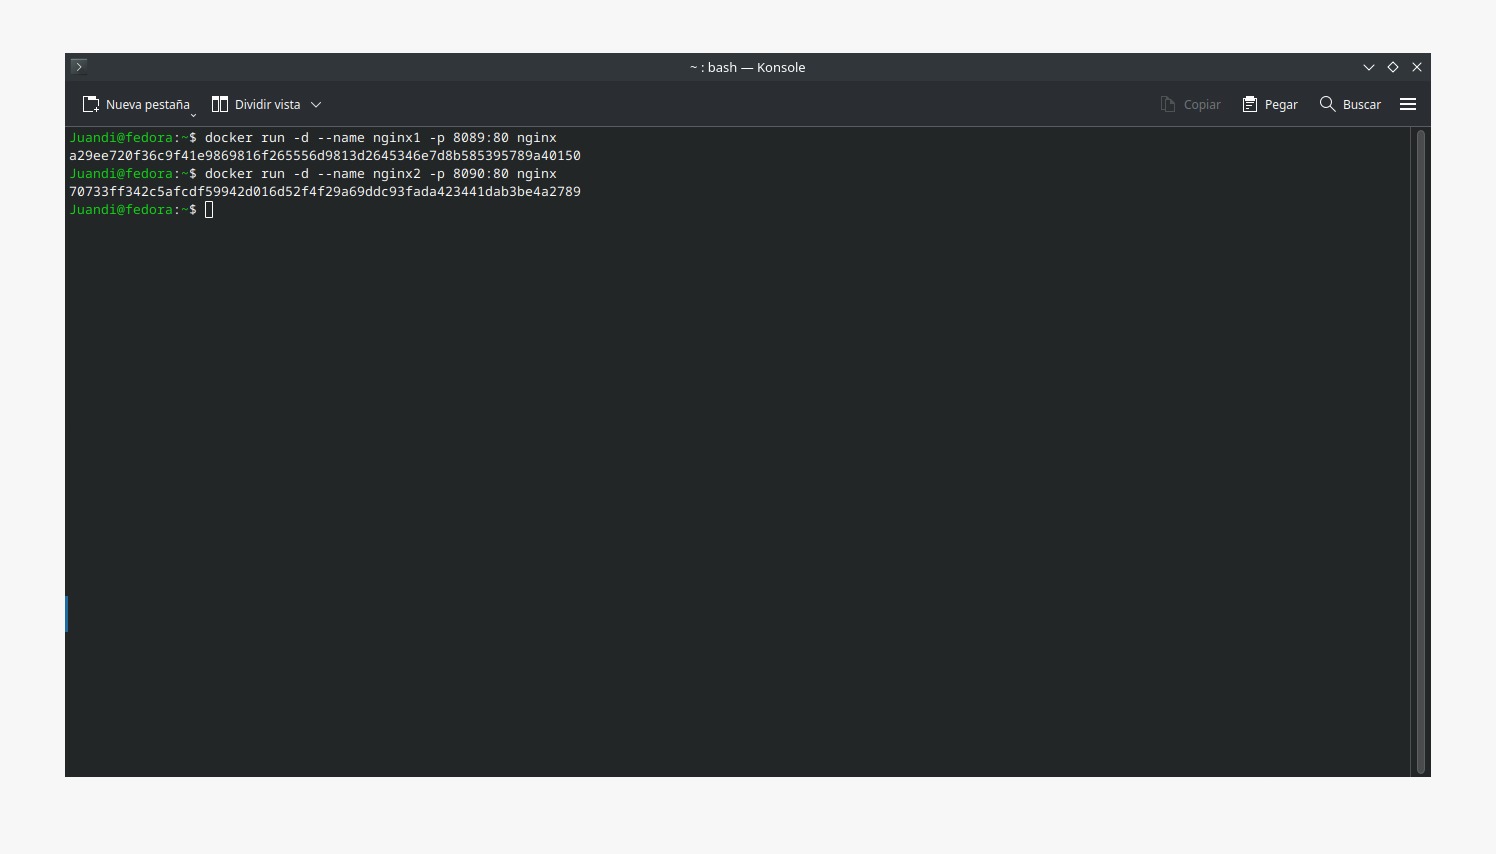 ~ : bash — Konsole
Nueva pestaña Dividir vista Copiar Pegar Buscar
Juandi@fedora:~$ docker run -d --name nginx1 -p 8089:80 nginx
a29ee720f36c9f41e9869816f265556d9813d2645346e7d8b585395789a40150
Juandi@fedora:~$ docker run -d --name nginx2 -p 8090:80 nginx
70733ff342c5afcdf59942d016d52f4f29a69ddc93fada423441dab3be4a2789
Juandi@fedora:~$